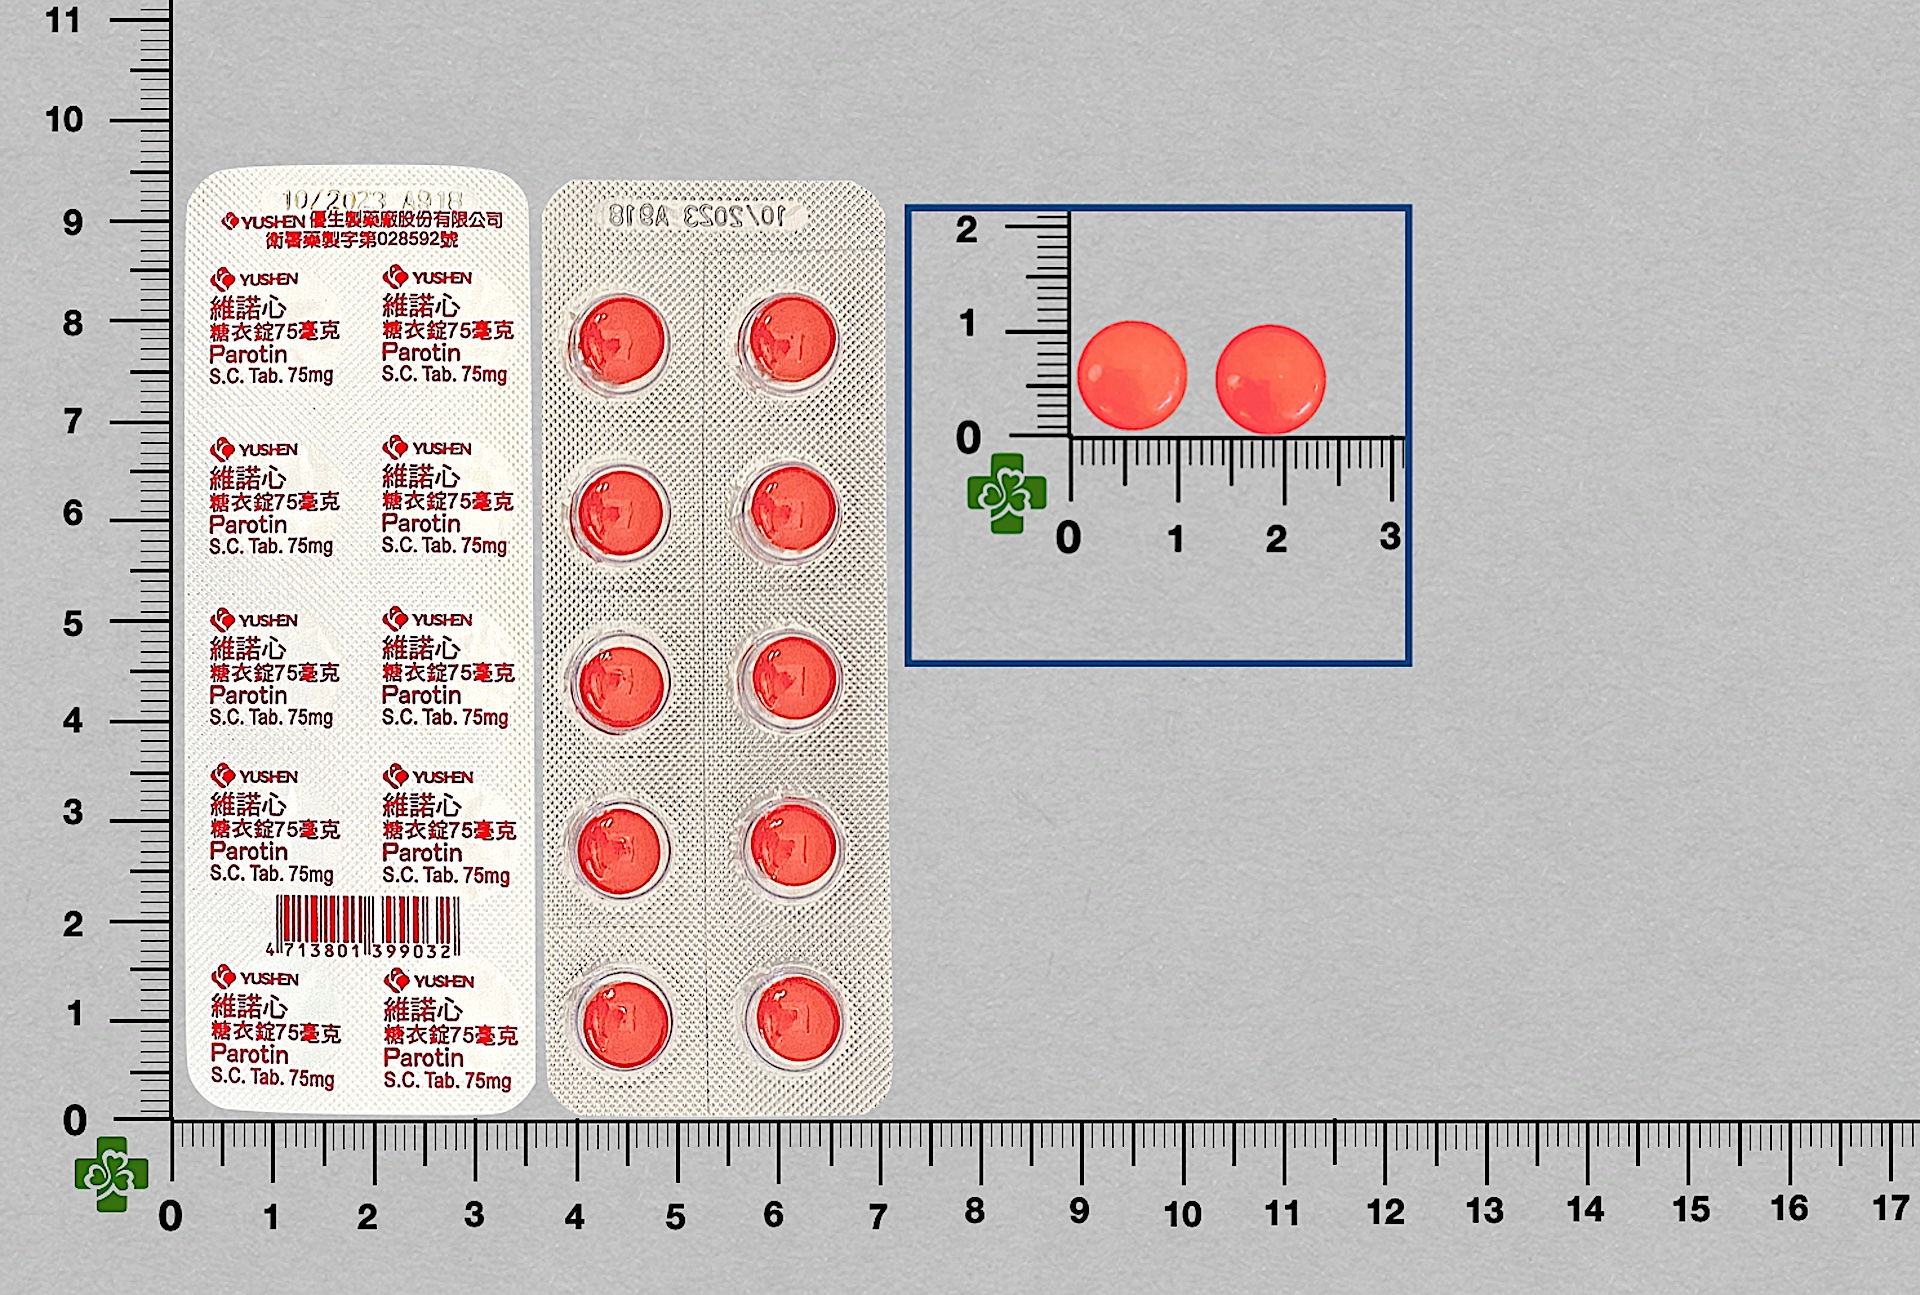 11
10
9
8
7
6
5
4
3
2
1
0
10/2023 A918
YUSHEN 優生製藥廠股份有限公司
衛署藥製字第028592號
YUSHEN
維諾心
糖衣錠75毫克
Parotin
S.C. Tab. 75mg
YUSHEN
維諾心
糖衣錠75毫克
Parotin
S.C. Tab. 75mg
YUSHEN
維諾心
糖衣錠75毫克
Parotin
S.C. Tab. 75mg
YUSHEN
維諾心
糖衣錠75毫克
Parotin
S.C. Tab. 75mg
YUSHEN
維諾心
糖衣錠75毫克
Parotin
S.C. Tab. 75mg
YUSHEN
維諾心
糖衣錠75毫克
Parotin
S.C. Tab. 75mg
YUSHEN
維諾心
糖衣錠75毫克
Parotin
S.C. Tab. 75mg
YUSHEN
維諾心
糖衣錠75毫克
Parotin
S.C. Tab. 75mg
4 713801 399032
YUSHEN
維諾心
糖衣錠75毫克
Parotin
S.C. Tab. 75mg
YUSHEN
維諾心
糖衣錠75毫克
Parotin
S.C. Tab. 75mg
10/2023 A918
2
1
0
0 1 2 3
0 1 2 3 4 5 6 7 8 9 10 11 12 13 14 15 16 17